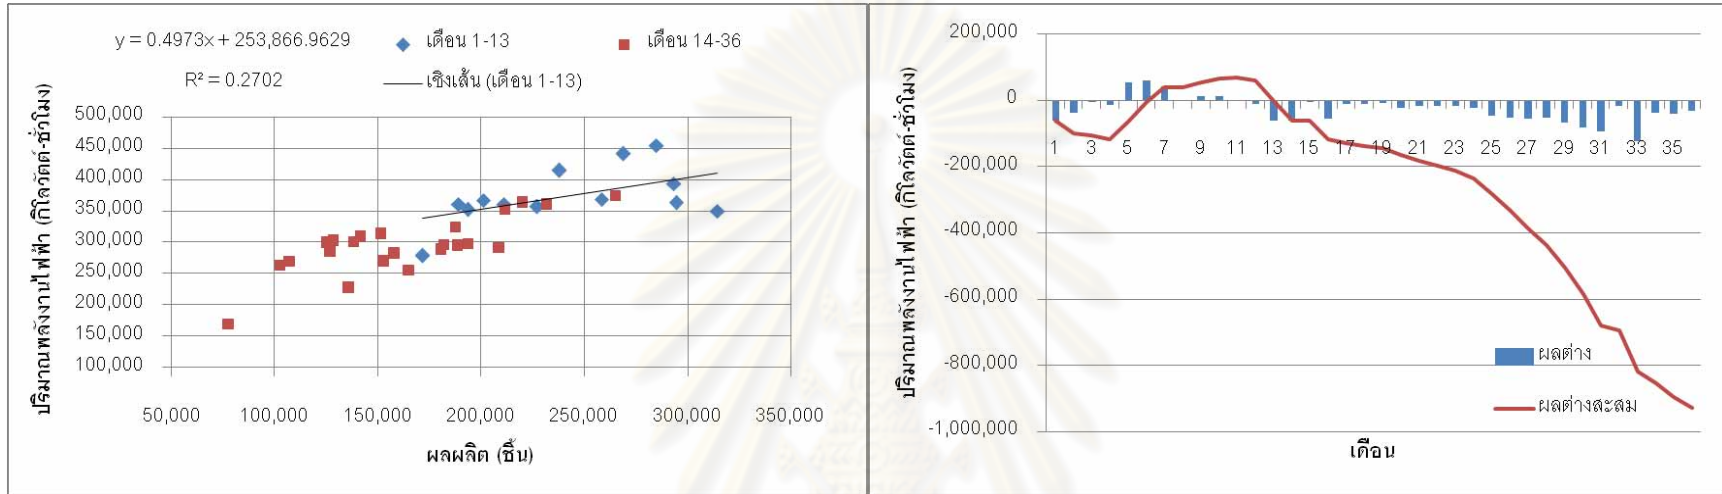 y = 0.4973x + 253,866.9629
เดือน 1-13
เดือน 14-36
R² = 0.2702
เชิงเส้น (เดือน 1-13)
ปริมาณพลังงานไฟฟ้า (กิโลวัตต์-ชั่วโมง)
500,000
450,000
400,000
350,000
300,000
250,000
200,000
150,000
100,000
50,000 100,000 150,000 200,000 250,000 300,000 350,000
ผลผลิต (ชิ้น)
ปริมาณพลังงานไฟฟ้า (กิโลวัตต์-ชั่วโมง)
200,000
0
1 3 5 7 9 11 13 15 17 19 21 23 25 27 29 31 33 35
-200,000
-400,000
-600,000
-800,000
-1,000,000
ผลต่าง
ผลต่างสะสม
เดือน